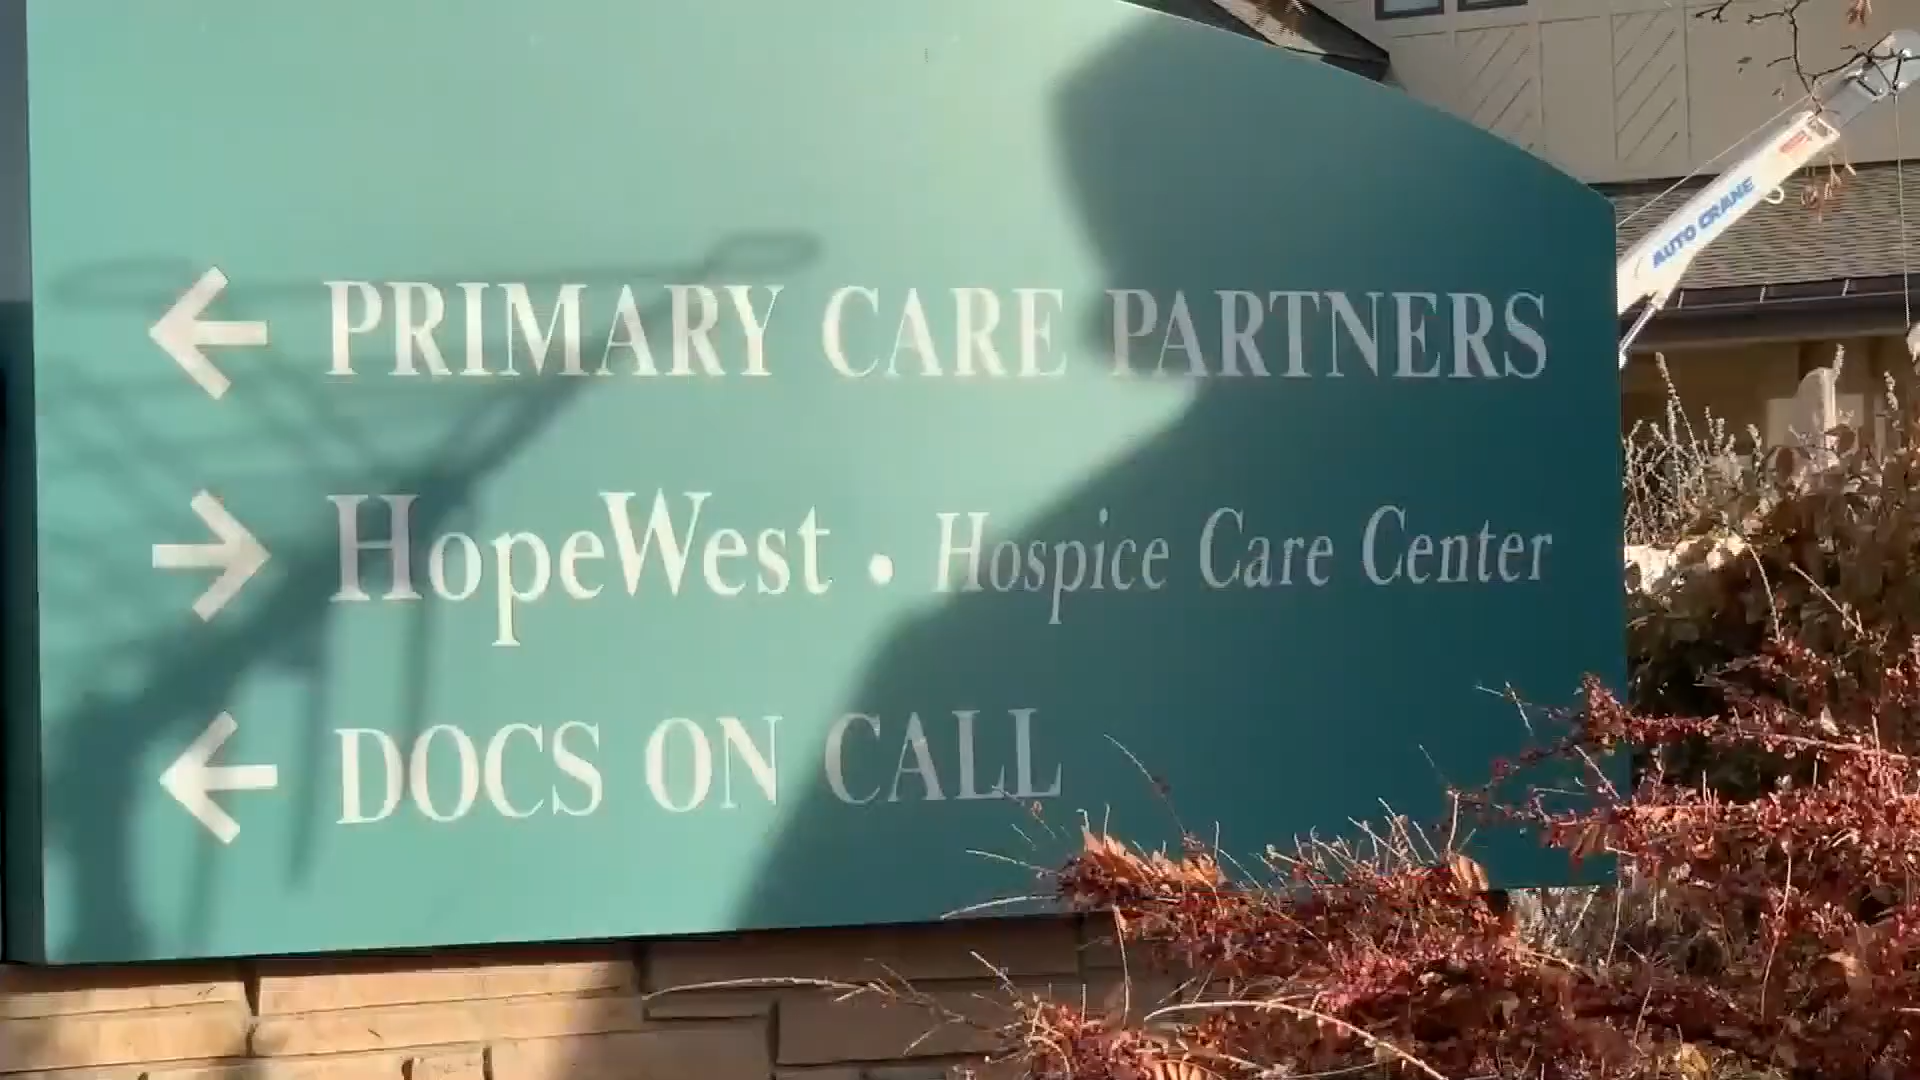 ← PRIMARY CARE PARTNERS
→ HopeWest • Hospice Care Center
← DOCS ON CALL
AUTO CRANE